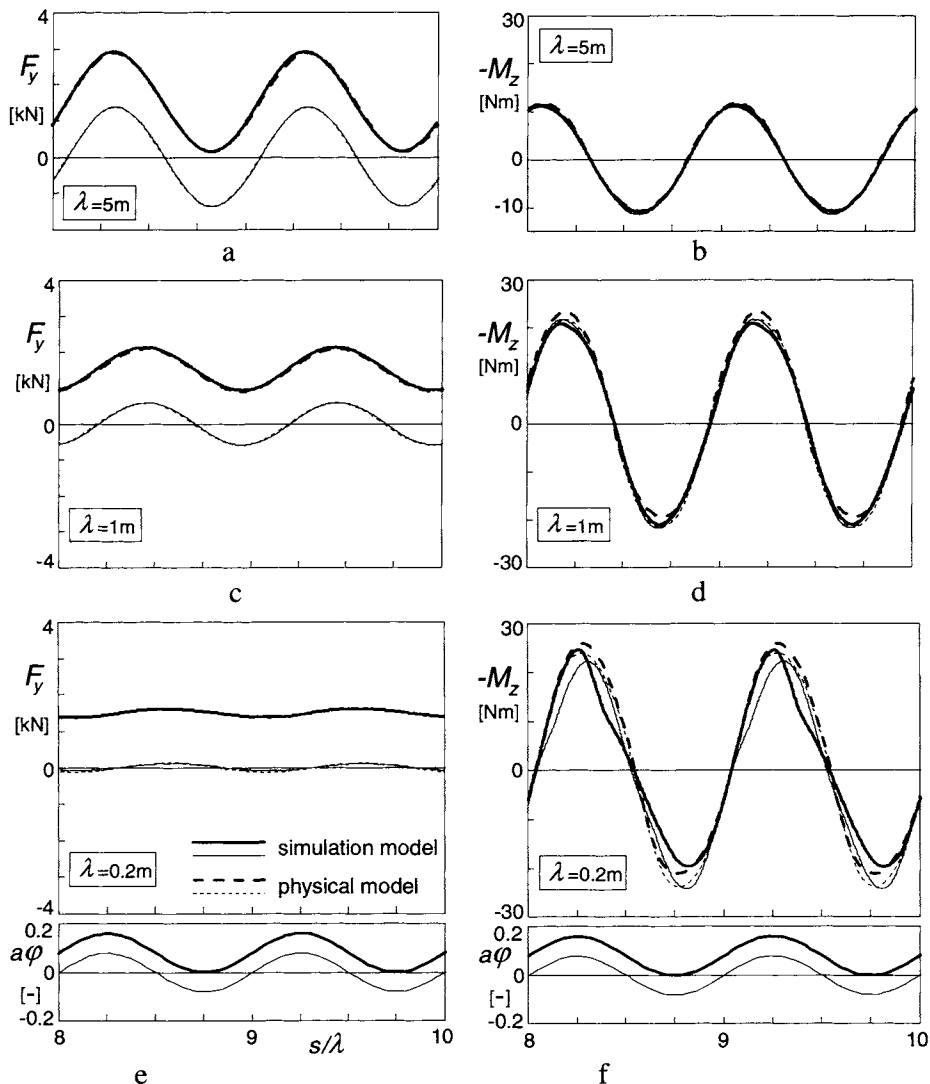 4
F_y
[kN]
0
λ=5m
a
λ=5m
-M_z
[Nm]
0
-10
b
4
F_y
[kN]
0
λ=1m
-4
c
30
-M_z
[Nm]
0
λ=1m
-30
d
4
F_y
[kN]
0
simulation model
λ=0.2m
physical model
-4
0.2
aφ
0
[-]
-0.2
8
s/λ
9
10
e
30
-M_z
[Nm]
0
λ=0.2m
-30
0.2
aφ
0
[-]
-0.2
8
9
10
f